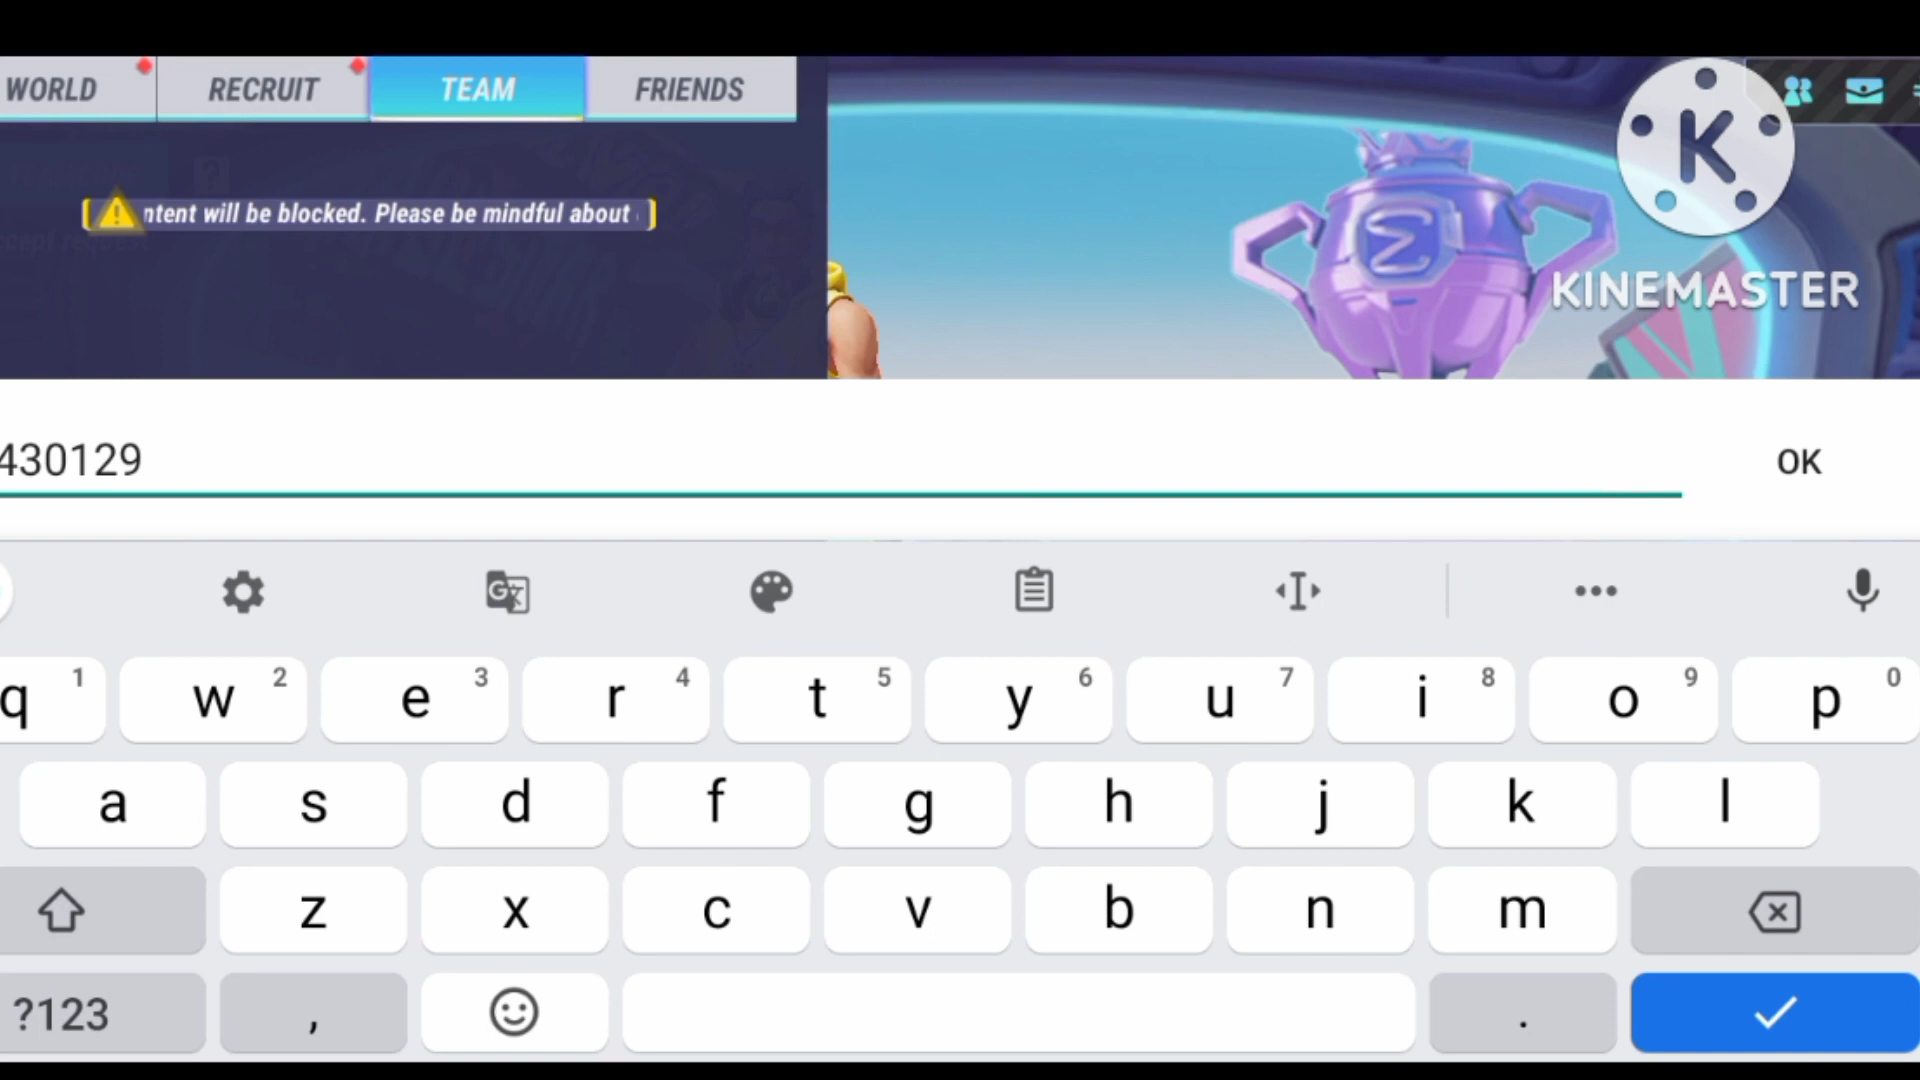 WORLD RECRUIT TEAM FRIENDS
K
KINEMASTER
ntent will be blocked. Please be mindful about
430129
OK
q 1 w 2 e 3 r 4 t 5 y 6 u 7 i 8 o 9 p 0
a s d f g h j k l
z x c v b n m
?123 , .